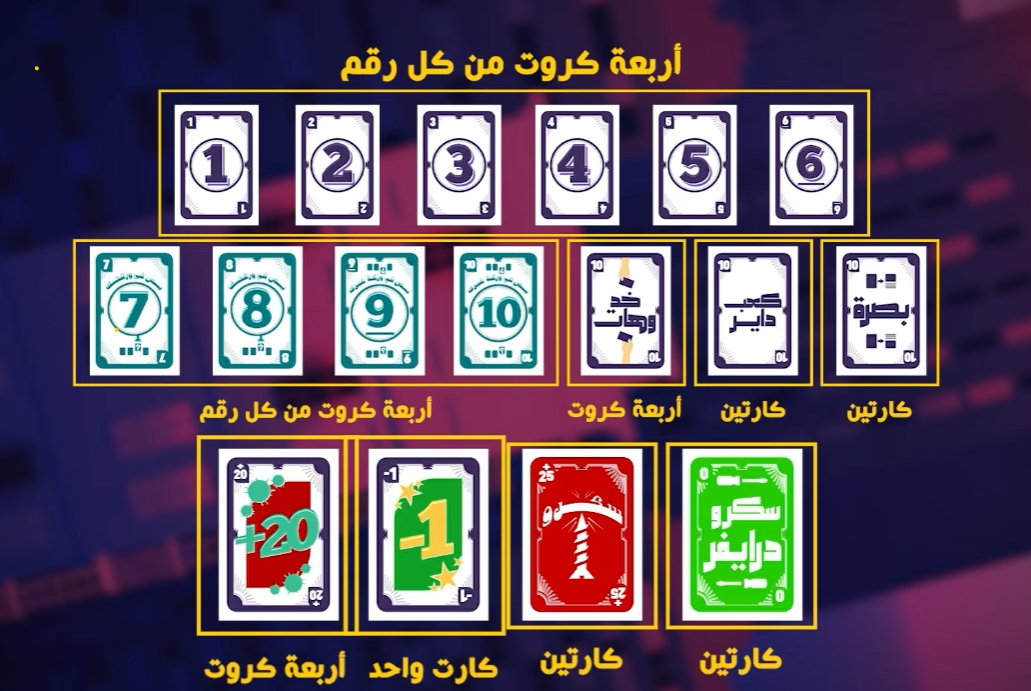 أربعة كروت من كل رقم
1 1 1
2 2 2
3 3 3
4 4 4
5 5 5
6 6 6
7 7 7
8 8 8
9 9 9
10 10 10
10 خد وهات 10
10 كعب داير 10
10 بصرة 10
أربعة كروت من كل رقم
أربعة كروت
كارتين
كارتين
+20 +20 +20
-1 -1 -1
+25 سكرو +25
0 سكرو درايفر 0
أربعة كروت
كارت واحد
كارتين
كارتين